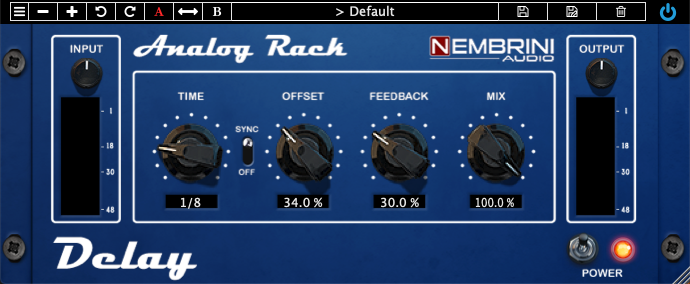 A B > Default
INPUT Analog Rack NEMBRINI AUDIO OUTPUT
TIME OFFSET FEEDBACK MIX
SYNC
OFF
- 1 - 1
- 18 - 18
- 30 - 30
- 48 - 48
1/8 34.0 % 30.0 % 100.0 %
Delay
POWER